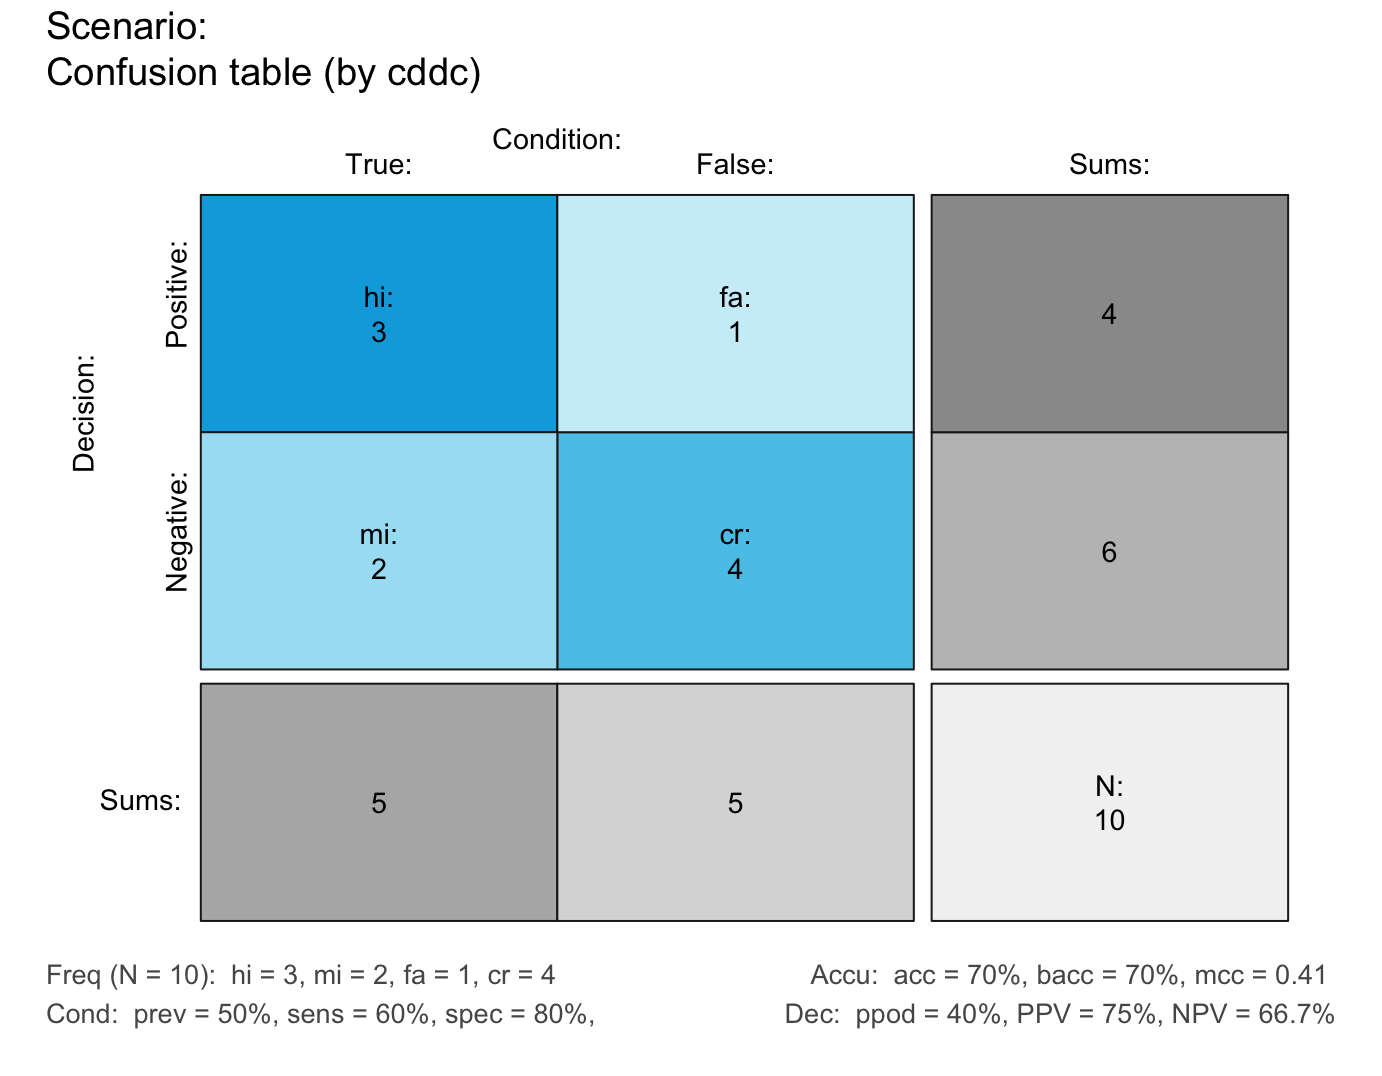 Scenario:
Confusion table (by cddc)
Condition:
True:
False:
Sums:
Decision:
Positive:
hi:
3
fa:
1
4
Negative:
mi:
2
cr:
4
6
Sums:
5
5
N:
10
Freq (N = 10):  hi = 3, mi = 2, fa = 1, cr = 4
Accu:  acc = 70%, bacc = 70%, mcc = 0.41
Cond:  prev = 50%, sens = 60%, spec = 80%,
Dec:  ppod = 40%, PPV = 75%, NPV = 66.7%